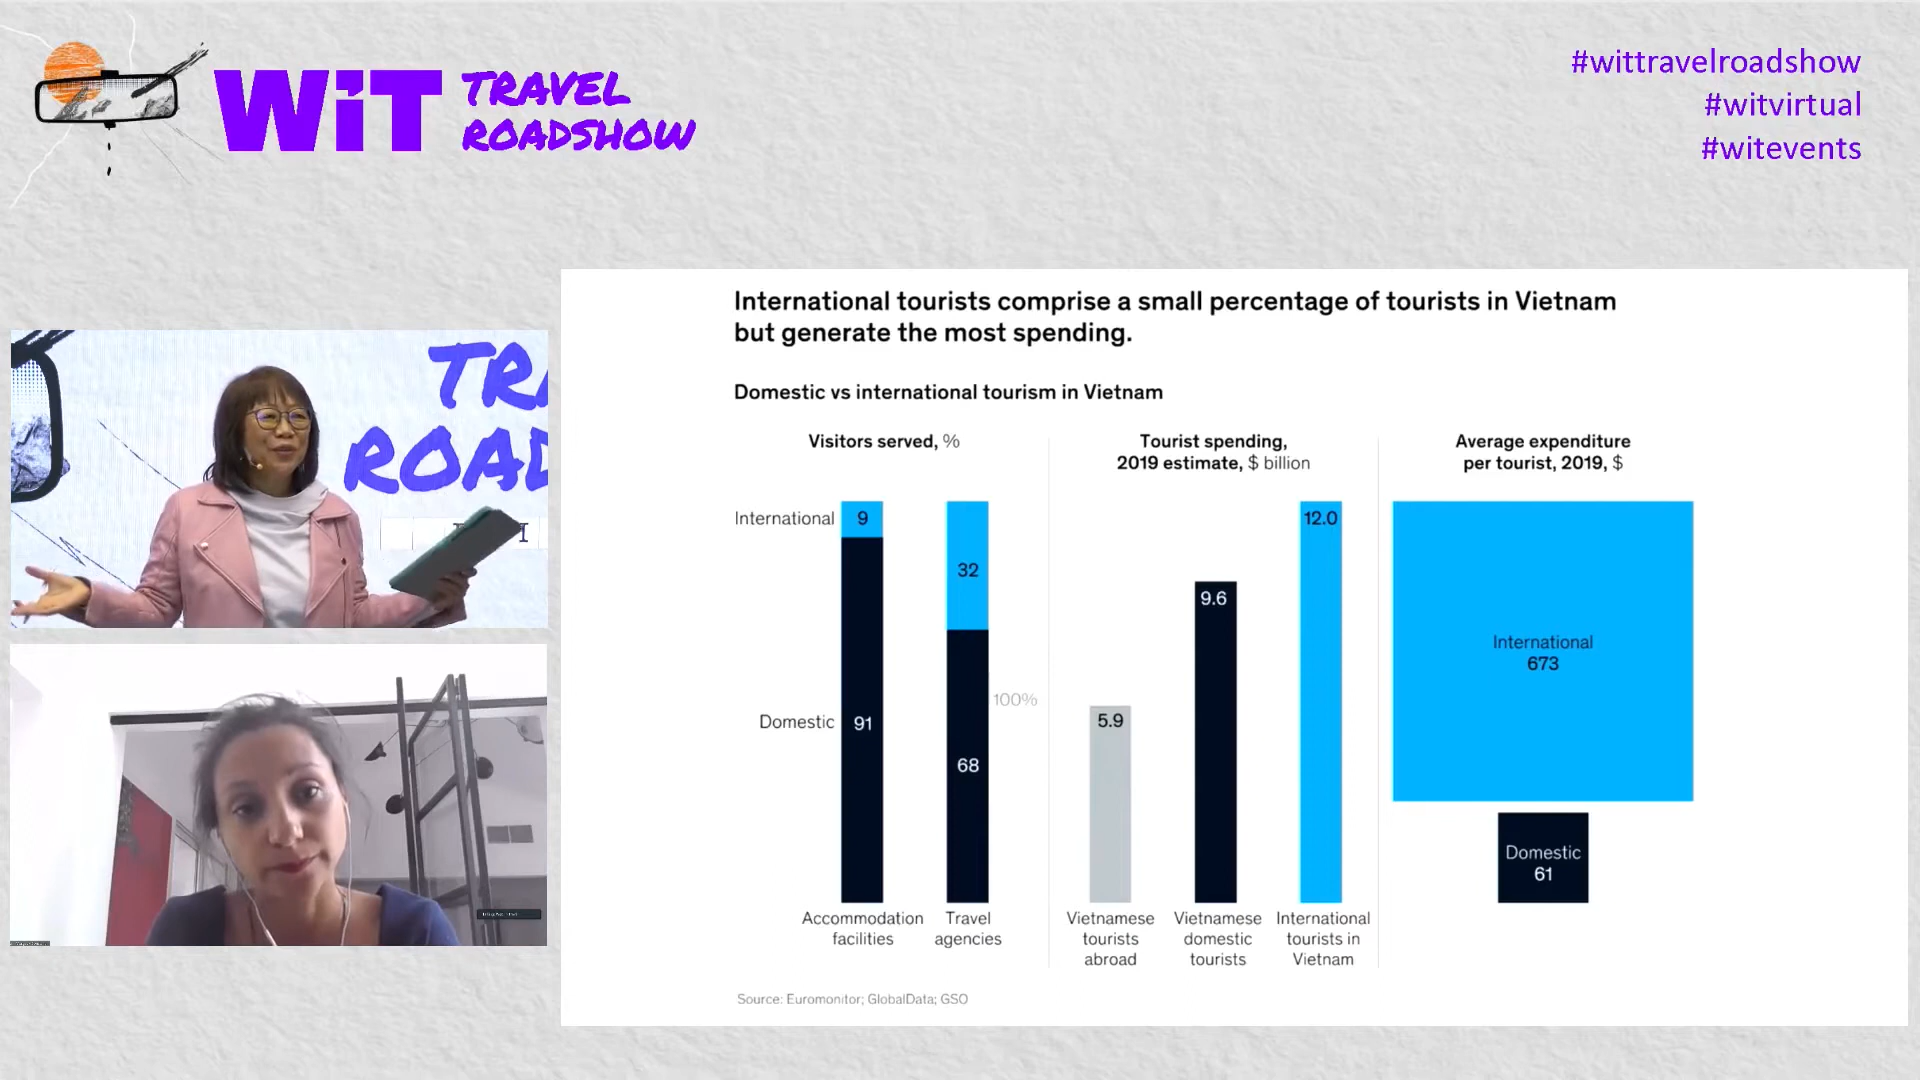 WiT TRAVEL
ROADSHOW
#wittravelroadshow
#witvirtual
#witevents
TRA
ROAD
International tourists comprise a small percentage of tourists in Vietnam
but generate the most spending.
Domestic vs international tourism in Vietnam
Visitors served, %
International
9
32
Domestic
91
68
100%
Accommodation
facilities
Travel
agencies
Tourist spending,
2019 estimate, $ billion
5.9
9.6
12.0
Vietnamese
tourists
abroad
Vietnamese
domestic
tourists
International
tourists in
Vietnam
Average expenditure
per tourist, 2019, $
International
673
Domestic
61
Source: Euromonitor; GlobalData; GSO